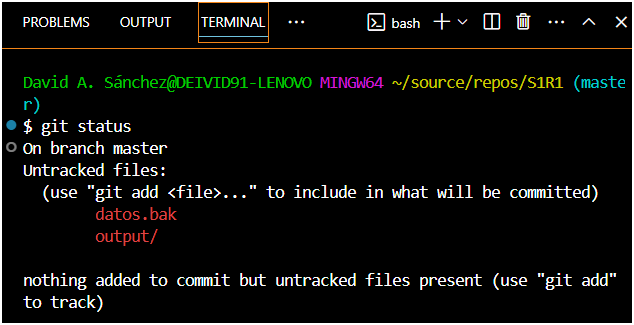 PROBLEMS OUTPUT TERMINAL ··· bash
David A. Sánchez@DEIVID91-LENOVO MINGW64 ~/source/repos/S1R1 (maste
r)
$ git status
On branch master
Untracked files:
  (use "git add <file>..." to include in what will be committed)
        datos.bak
        output/

nothing added to commit but untracked files present (use "git add"
to track)